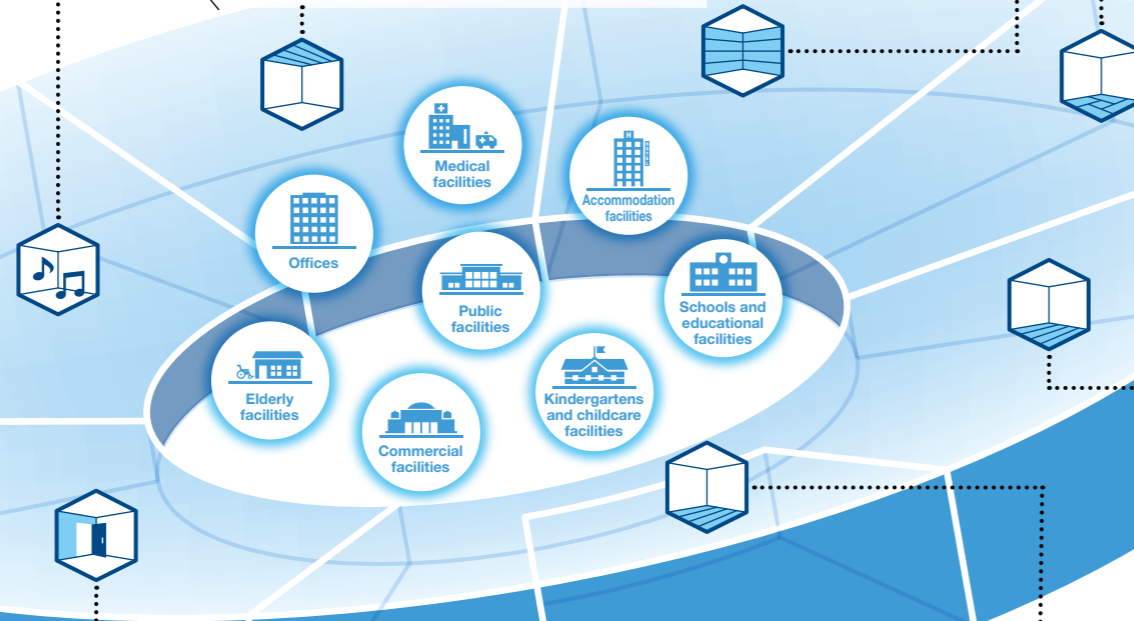 Medical
facilities
Accommodation
facilities
Offices
Public
facilities
Schools and
educational
facilities
Elderly
facilities
Kindergartens
and childcare
facilities
Commercial
facilities